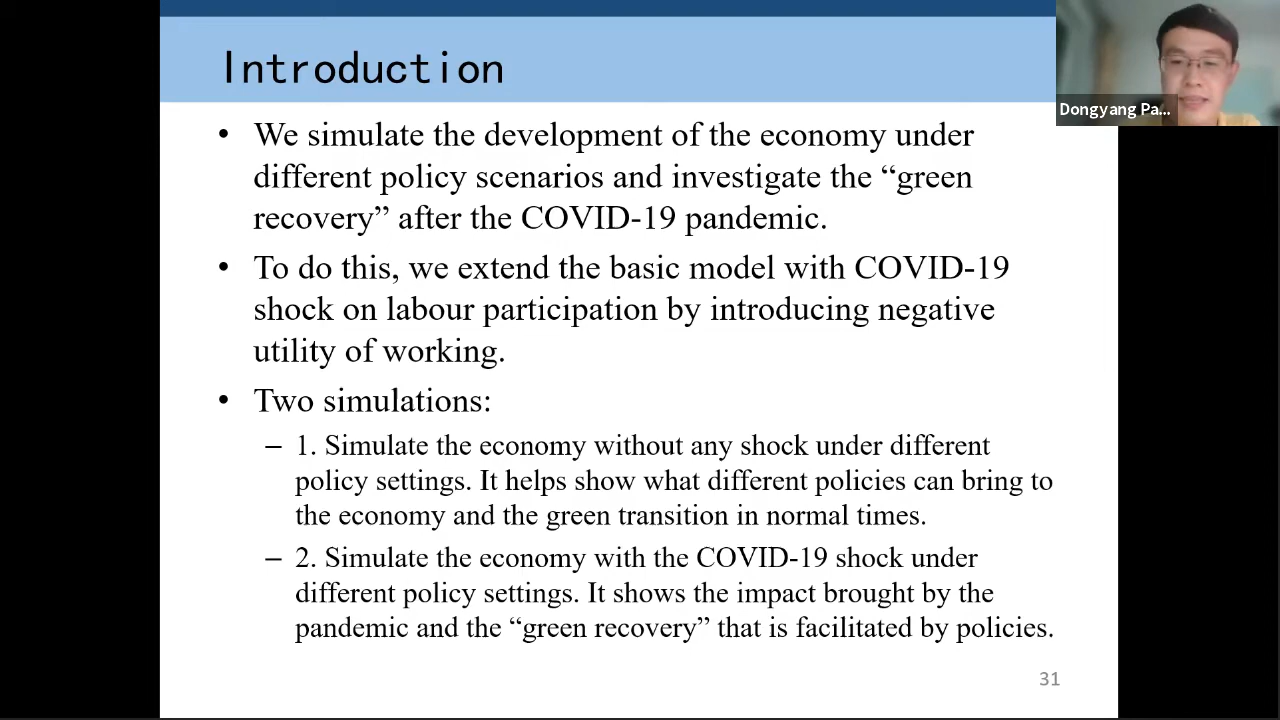 Introduction
Dongyang Pa...
• We simulate the development of the economy under
different policy scenarios and investigate the “green
recovery” after the COVID-19 pandemic.
• To do this, we extend the basic model with COVID-19
shock on labour participation by introducing negative
utility of working.
• Two simulations:
– 1. Simulate the economy without any shock under different
policy settings. It helps show what different policies can bring to
the economy and the green transition in normal times.
– 2. Simulate the economy with the COVID-19 shock under
different policy settings. It shows the impact brought by the
pandemic and the “green recovery” that is facilitated by policies.
31